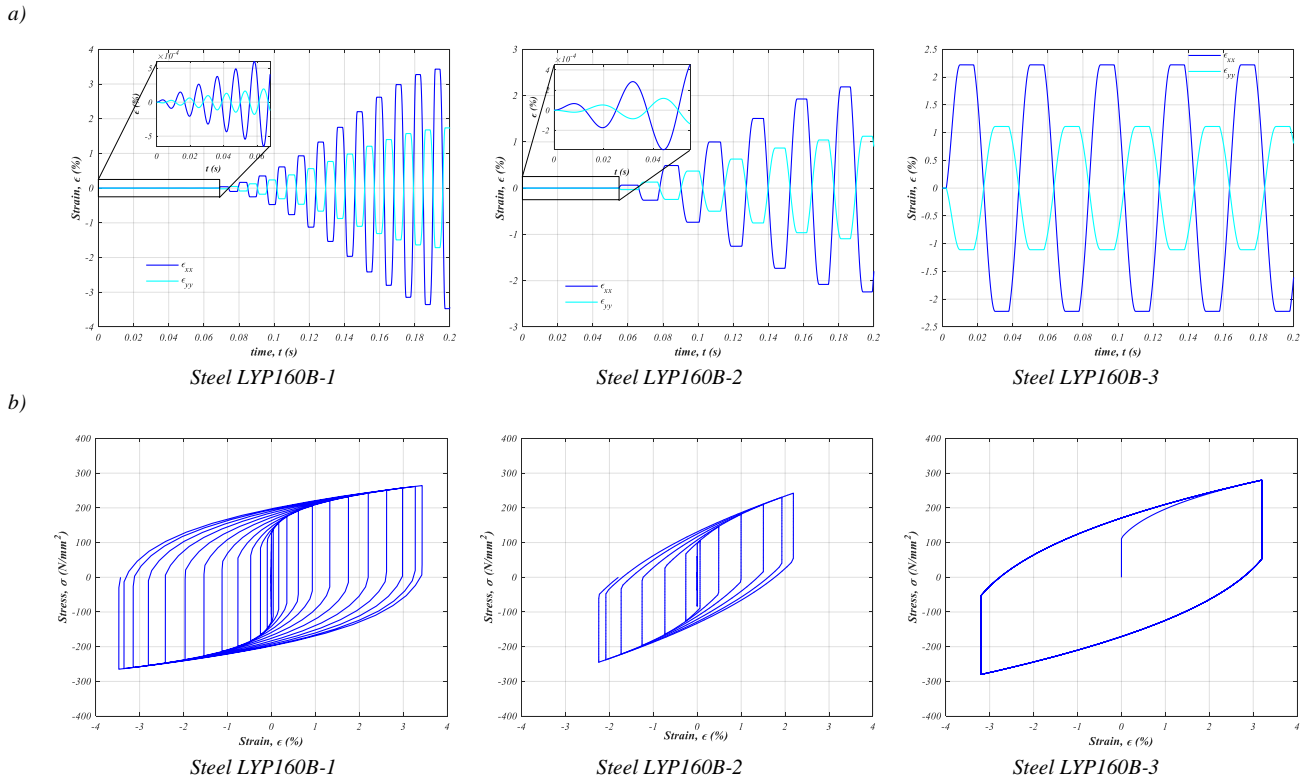 a)
×10⁻⁴
5
0
-5
ϵ (%)
0 0.02 0.04 0.06
t (s)
4
3
2
1
0
-1
-2
-3
-4
Strain, ϵ (%)
ϵxx
ϵyy
0 0.02 0.04 0.06 0.08 0.1 0.12 0.14 0.16 0.18 0.2
time, t (s)
Steel LYP160B-1
×10⁻⁴
4
2
0
-2
ϵ (%)
0 0.02 0.04
t (s)
3
2
1
0
-1
-2
-3
Strain, ϵ (%)
ϵxx
ϵyy
0 0.02 0.04 0.06 0.08 0.1 0.12 0.14 0.16 0.18 0.2
time, t (s)
Steel LYP160B-2
2.5
2
1.5
1
0.5
0
-0.5
-1
-1.5
-2
-2.5
Strain, ϵ (%)
ϵxx
ϵyy
0 0.02 0.04 0.06 0.08 0.1 0.12 0.14 0.16 0.18 0.2
time, t (s)
Steel LYP160B-3
b)
400
300
200
100
0
-100
-200
-300
-400
Stress, σ (N/mm²)
-4 -3 -2 -1 0 1 2 3 4
Strain, ϵ (%)
Steel LYP160B-1
400
300
200
100
0
-100
-200
-300
-400
Stress, σ (N/mm²)
-4 -3 -2 -1 0 1 2 3 4
Strain, ϵ (%)
Steel LYP160B-2
400
300
200
100
0
-100
-200
-300
-400
Stress, σ (N/mm²)
-4 -3 -2 -1 0 1 2 3 4
Strain, ϵ (%)
Steel LYP160B-3